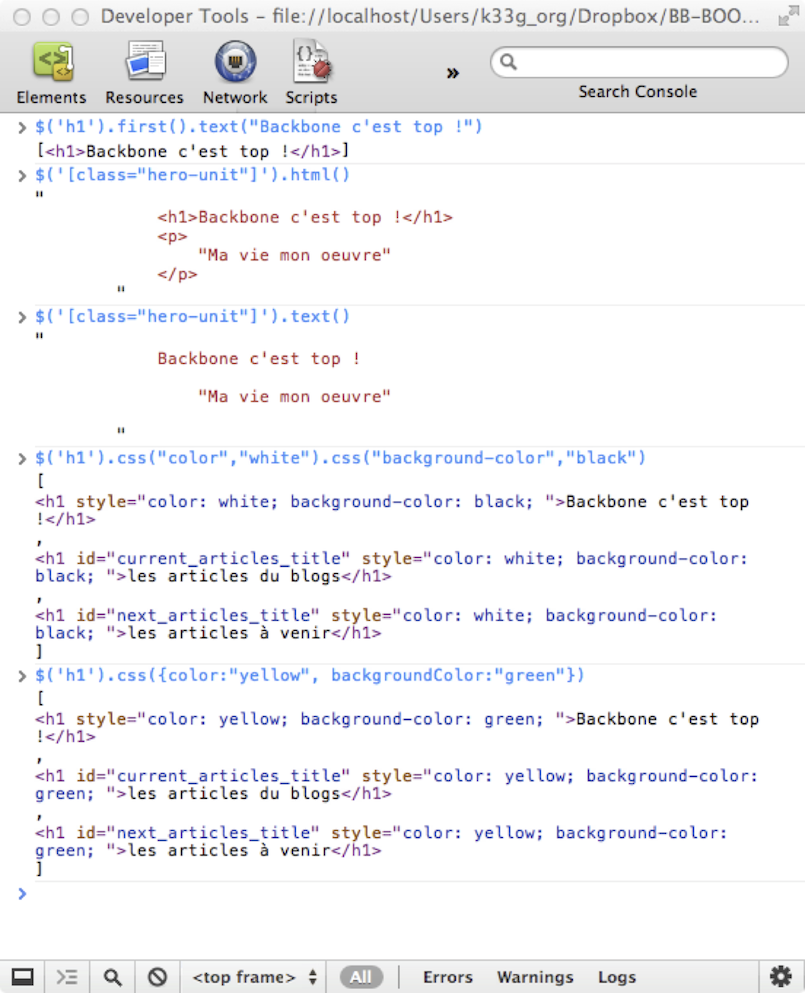 Developer Tools – file://localhost/Users/k33g_org/Dropbox/BB-BOO...
Elements Resources Network Scripts » Search Console
> $('h1').first().text("Backbone c'est top !")
[<h1>Backbone c'est top !</h1>]
> $('[class="hero-unit"]').html()
"
<h1>Backbone c'est top !</h1>
<p>
"Ma vie mon oeuvre"
</p>
"
> $('[class="hero-unit"]').text()
"
Backbone c'est top !
"Ma vie mon oeuvre"
"
> $('h1').css("color","white").css("background-color","black")
[
<h1 style="color: white; background-color: black; ">Backbone c'est top
!</h1>
,
<h1 id="current_articles_title" style="color: white; background-color:
black; ">les articles du blogs</h1>
,
<h1 id="next_articles_title" style="color: white; background-color:
black; ">les articles à venir</h1>
]
> $('h1').css({color:"yellow", backgroundColor:"green"})
[
<h1 style="color: yellow; background-color: green; ">Backbone c'est top
!</h1>
,
<h1 id="current_articles_title" style="color: yellow; background-color:
green; ">les articles du blogs</h1>
,
<h1 id="next_articles_title" style="color: yellow; background-color:
green; ">les articles à venir</h1>
]
>
<top frame> All Errors Warnings Logs